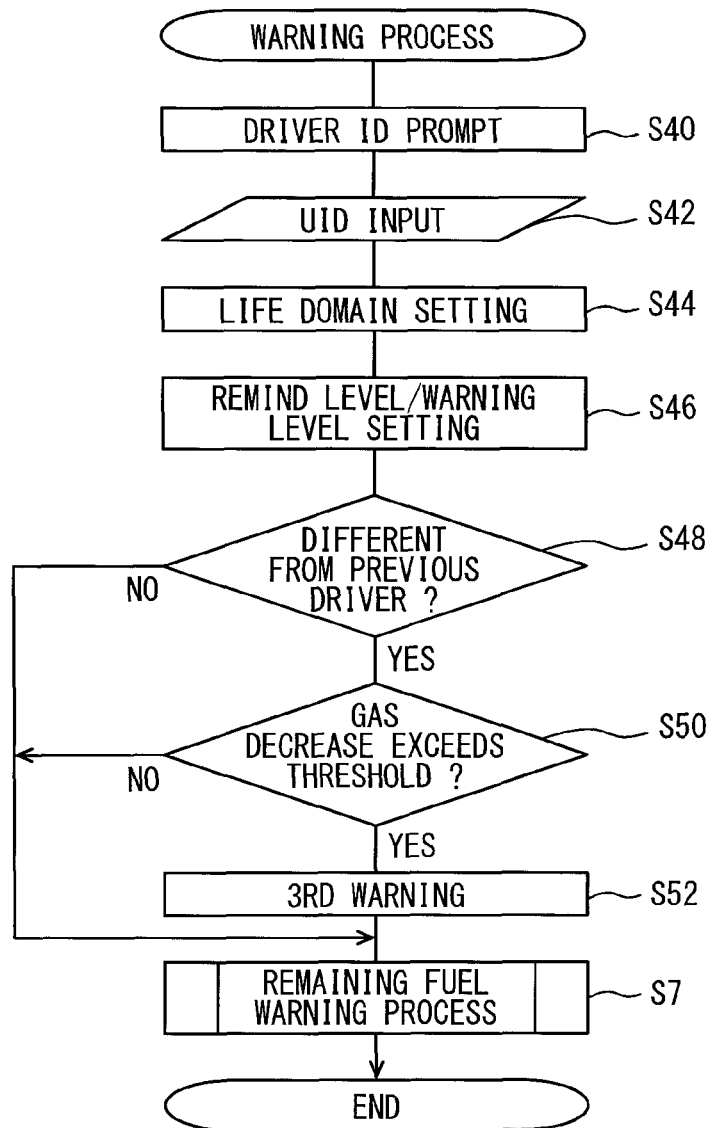 WARNING PROCESS
DRIVER ID PROMPT
S40
UID INPUT
S42
LIFE DOMAIN SETTING
S44
REMIND LEVEL/WARNING
LEVEL SETTING
S46
DIFFERENT
FROM PREVIOUS
DRIVER ?
S48
NO
YES
GAS
DECREASE EXCEEDS
THRESHOLD ?
S50
NO
YES
3RD WARNING
S52
REMAINING FUEL
WARNING PROCESS
S7
END